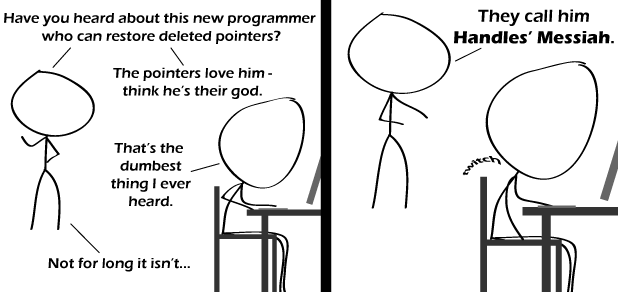 Have you heard about this new programmer
who can restore deleted pointers?
The pointers love him -
think he's their god.
That's the
dumbest
thing I ever
heard.
Not for long it isn't...
They call him
Handles' Messiah.
twitch